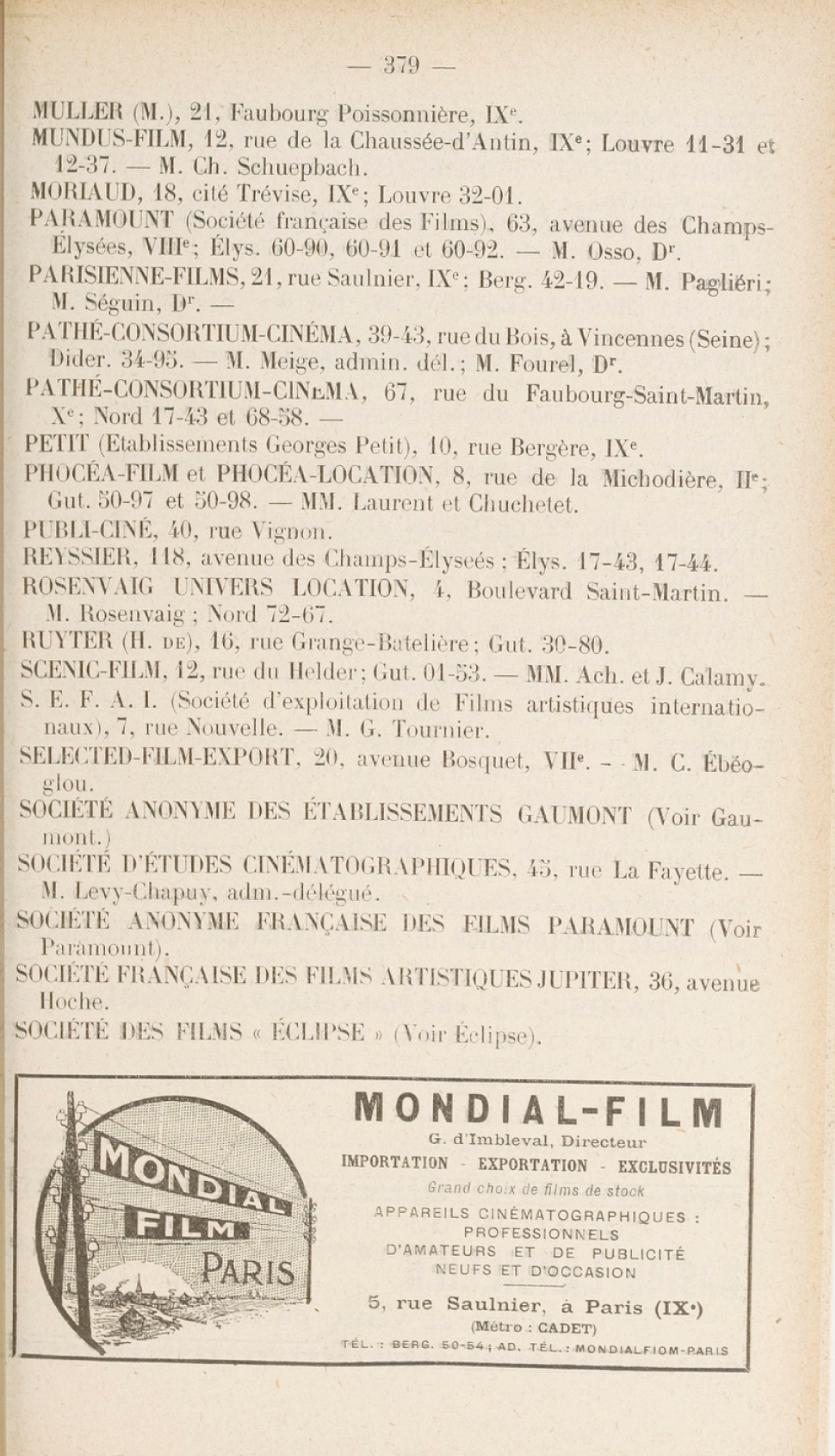 — 379 —
MULLER (M.), 21, Faubourg Poissonnière, IXᵉ.
MUNDUS-FILM, 12, rue de la Chaussée-d'Antin, IXᵉ; Louvre 11-31 et
12-37. — M. Ch. Schuepbach.
MORIAUD, 18, cité Trévise, IXᵉ; Louvre 32-01.
PARAMOUNT (Société française des Films), 63, avenue des Champs-
Élysées, VIIIᵉ; Élys. 60-90, 60-91 et 60-92. — M. Osso, Dʳ.
PARISIENNE-FILMS, 21, rue Saulnier, IXᵉ; Berg. 42-19. — M. Pagliéri;
M. Séguin, Dʳ. —
PATHÉ-CONSORTIUM-CINÉMA, 39-43, rue du Bois, à Vincennes (Seine);
Dider. 34-95. — M. Meige, admin. dél.; M. Fourel, Dʳ.
PATHÉ-CONSORTIUM-CINEMA, 67, rue du Faubourg-Saint-Martin,
Xᵉ; Nord 17-43 et 68-58. —
PETIT (Etablissements Georges Petit), 10, rue Bergère, IXᵉ.
PHOCÉA-FILM et PHOCÉA-LOCATION, 8, rue de la Michodière, IIᵉ;
Gut. 50-97 et 50-98. — MM. Laurent et Chuchetet.
PUBLI-CINÉ, 40, rue Vignon.
REYSSIER, 118, avenue des Champs-Élyseés; Élys. 17-43, 17-44.
ROSENVAIG UNIVERS LOCATION, 4, Boulevard Saint-Martin. —
M. Rosenvaig; Nord 72-67.
RUYTER (H. DE), 16, rue Grange-Batelière; Gut. 30-80.
SCENIC-FILM, 12, rue du Helder; Gut. 01-53. — MM. Ach. et J. Calamy.
S. E. F. A. I. (Société d'exploitation de Films artistiques internatio-
naux), 7, rue Nouvelle. — M. G. Tournier.
SELECTED-FILM-EXPORT, 20, avenue Bosquet, VIIᵉ. - - M. C. Ébéo-
glou.
SOCIÉTÉ ANONYME DES ÉTABLISSEMENTS GAUMONT (Voir Gau-
mont.)
SOCIÉTÉ D'ÉTUDES CINÉMATOGRAPHIQUES, 45, rue La Fayette. —
M. Levy-Chapuy, adm.-délégué.
SOCIÉTÉ ANONYME FRANÇAISE DES FILMS PARAMOUNT (Voir
Paramount).
SOCIÉTÉ FRANÇAISE DES FILMS ARTISTIQUES JUPITER, 36, avenue
Hoche.
SOCIÉTÉ DES FILMS « ÉCLIPSE » (Voir Éclipse).
MONDIAL
FILM
PARIS
MONDIAL-FILM
G. d'Imbleval, Directeur
IMPORTATION - EXPORTATION - EXCLUSIVITÉS
Grand choix de films de stock
APPAREILS CINÉMATOGRAPHIQUES :
PROFESSIONNELS
D'AMATEURS ET DE PUBLICITÉ
NEUFS ET D'OCCASION
5, rue Saulnier, à Paris (IXᵉ)
(Métro : CADET)
TÉL. : BERG. 50-54; AD. TÉL. : MONDIALFIOM-PARIS